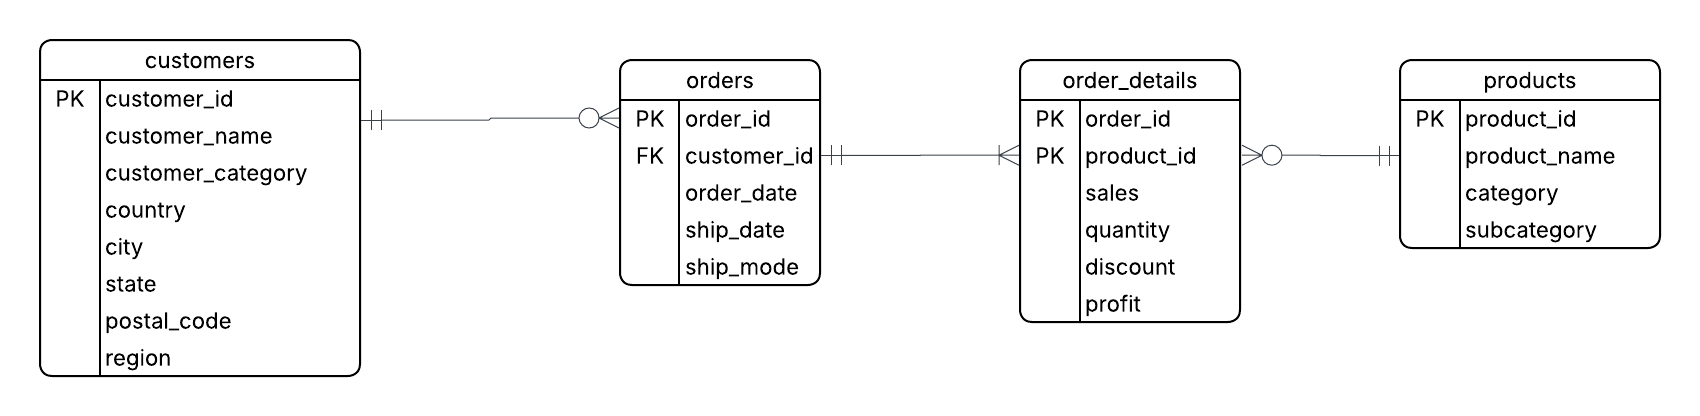 customers
PK customer_id
customer_name
customer_category
country
city
state
postal_code
region
orders
PK order_id
FK customer_id
order_date
ship_date
ship_mode
order_details
PK order_id
PK product_id
sales
quantity
discount
profit
products
PK product_id
product_name
category
subcategory